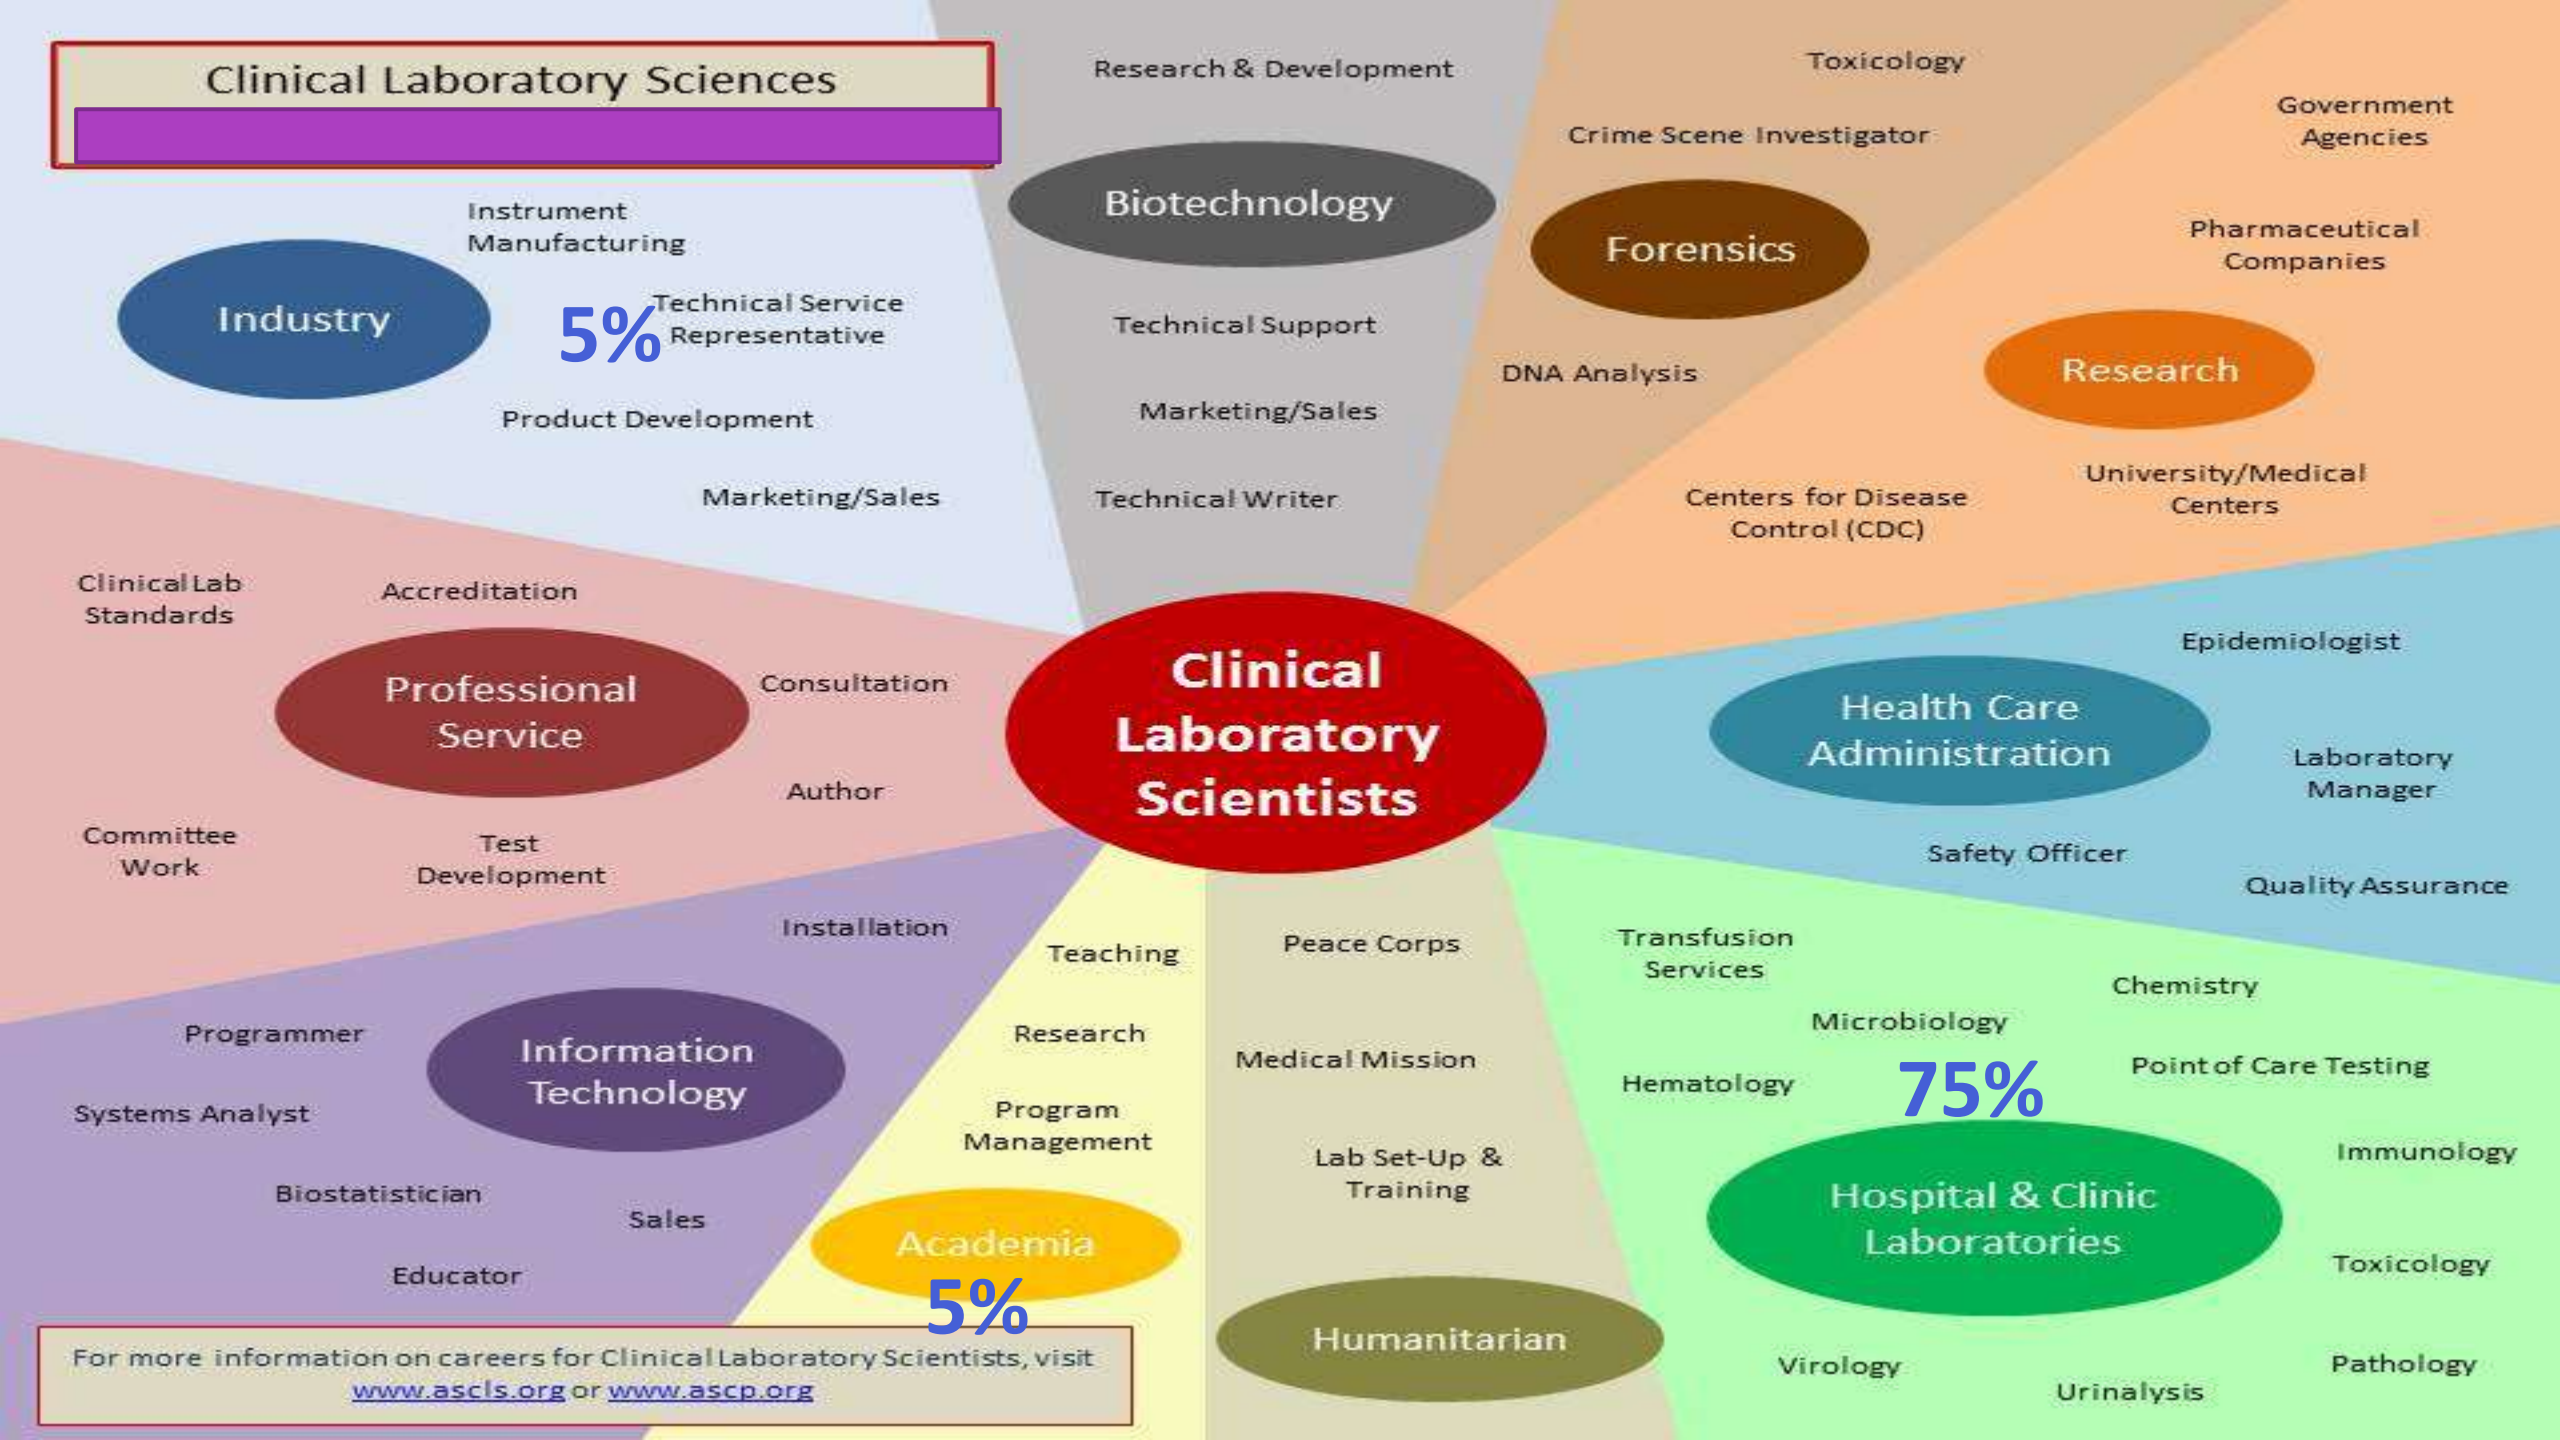 Clinical Laboratory Sciences
Industry
Instrument
Manufacturing
5%
Technical Service
Representative
Product Development
Marketing/Sales
Research & Development
Biotechnology
Technical Support
Marketing/Sales
Technical Writer
Toxicology
Crime Scene Investigator
Forensics
DNA Analysis
Government
Agencies
Pharmaceutical
Companies
Research
University/Medical
Centers
Centers for Disease
Control (CDC)
Clinical Lab
Standards
Accreditation
Professional
Service
Consultation
Author
Committee
Work
Test
Development
Clinical
Laboratory
Scientists
Epidemiologist
Health Care
Administration
Laboratory
Manager
Safety Officer
Quality Assurance
Installation
Programmer
Information
Technology
Systems Analyst
Biostatistician
Sales
Educator
Teaching
Research
Program
Management
Academia
5%
Peace Corps
Medical Mission
Lab Set-Up &
Training
Humanitarian
Transfusion
Services
Chemistry
Microbiology
Hematology
75%
Point of Care Testing
Immunology
Hospital & Clinic
Laboratories
Toxicology
Virology
Pathology
Urinalysis
For more information on careers for Clinical Laboratory Scientists, visit
www.ascls.org or www.ascp.org